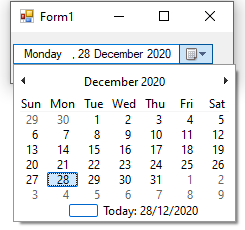 Form1
Monday , 28 December 2020
December 2020
Sun Mon Tue Wed Thu Fri Sat
29 30 1 2 3 4 5
6 7 8 9 10 11 12
13 14 15 16 17 18 19
20 21 22 23 24 25 26
27 28 29 30 31 1 2
3 4 5 6 7 8 9
Today: 28/12/2020